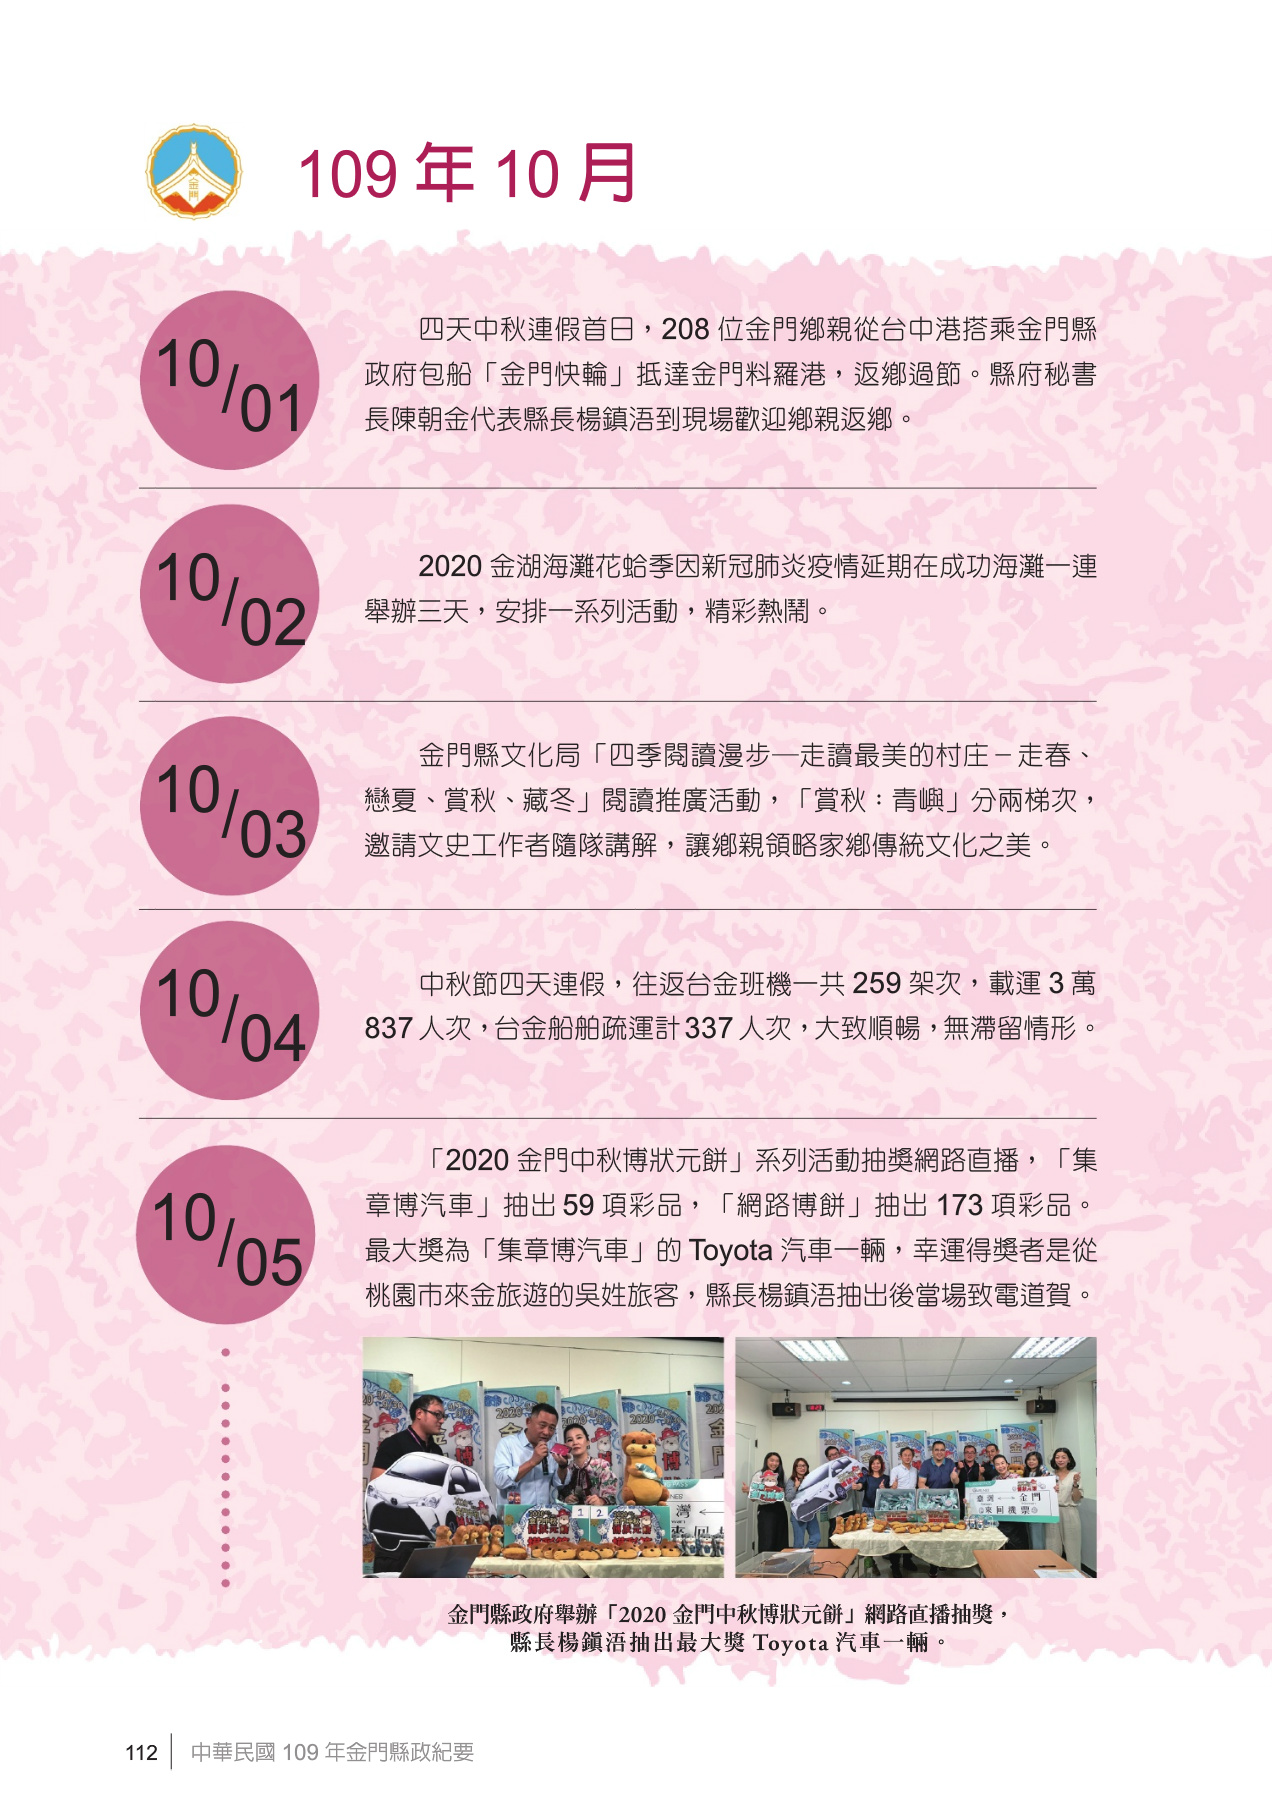 金門
109 年 10 月
10/01
四天中秋連假首日，208 位金門鄉親從台中港搭乘金門縣
政府包船「金門快輪」抵達金門料羅港，返鄉過節。縣府秘書
長陳朝金代表縣長楊鎮浯到現場歡迎鄉親返鄉。
10/02
2020 金湖海灘花蛤季因新冠肺炎疫情延期在成功海灘一連
舉辦三天，安排一系列活動，精彩熱鬧。
10/03
金門縣文化局「四季閱讀漫步—走讀最美的村庄－走春、
戀夏、賞秋、藏冬」閱讀推廣活動，「賞秋：青嶼」分兩梯次，
邀請文史工作者隨隊講解，讓鄉親領略家鄉傳統文化之美。
10/04
中秋節四天連假，往返台金班機一共 259 架次，載運 3 萬
837 人次，台金船舶疏運計 337 人次，大致順暢，無滯留情形。
10/05
「2020 金門中秋博狀元餅」系列活動抽獎網路直播，「集
章博汽車」抽出 59 項彩品，「網路博餅」抽出 173 項彩品。
最大獎為「集章博汽車」的 Toyota 汽車一輛，幸運得獎者是從
桃園市來金旅遊的吳姓旅客，縣長楊鎮浯抽出後當場致電道賀。
金門縣政府舉辦「2020 金門中秋博狀元餅」網路直播抽獎，
縣長楊鎮浯抽出最大獎 Toyota 汽車一輛。
112
中華民國 109 年金門縣政紀要